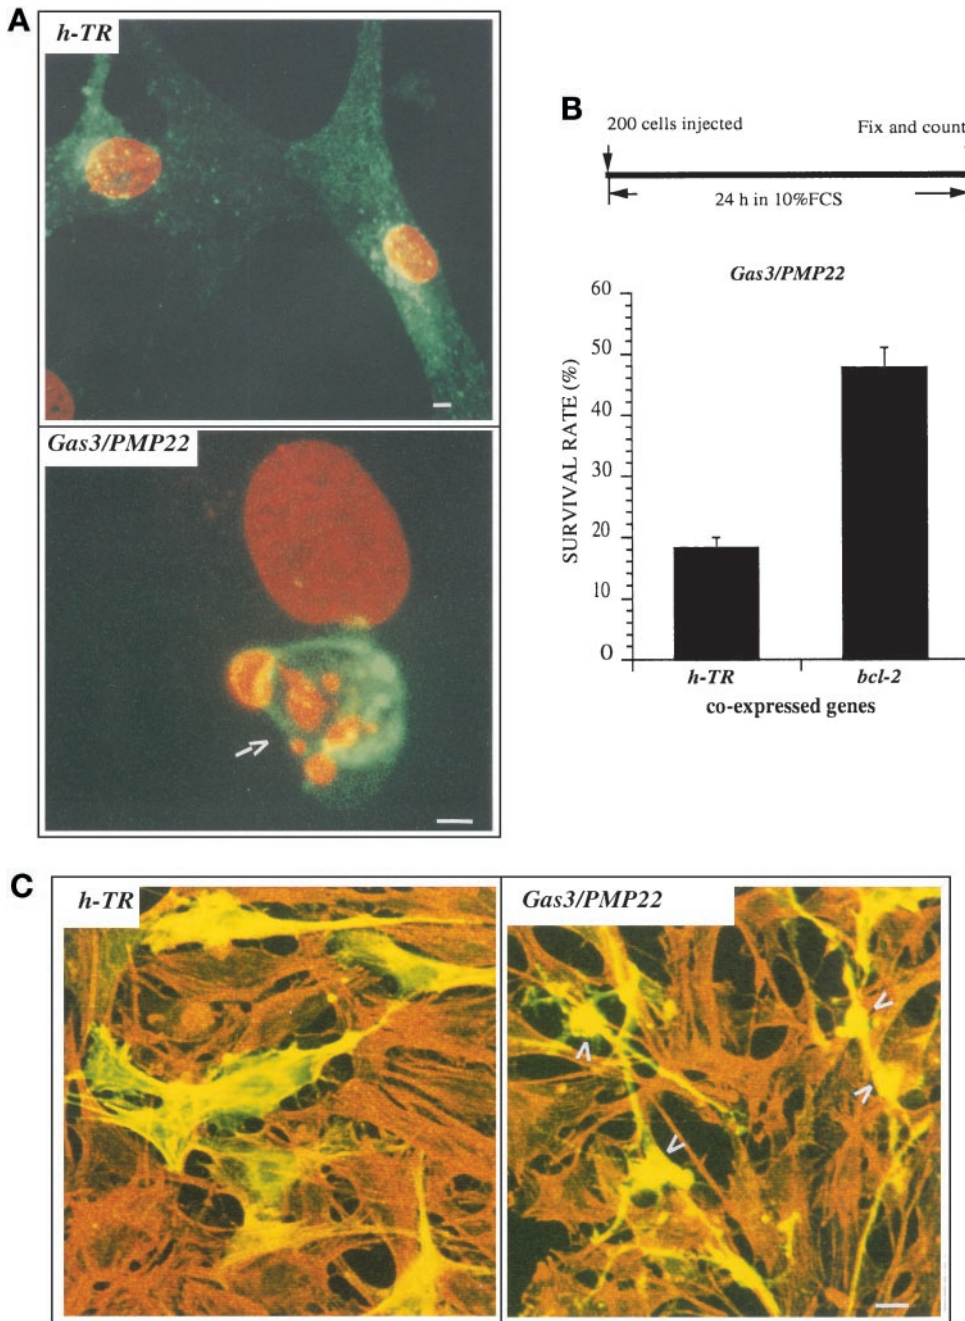 A
h-TR
Gas3/PMP22
B
200 cells injected
Fix and count
24 h in 10%FCS
Gas3/PMP22
SURVIVAL RATE (%)
60
50
40
30
20
10
0
h-TR
bcl-2
co-expressed genes
C
h-TR
Gas3/PMP22